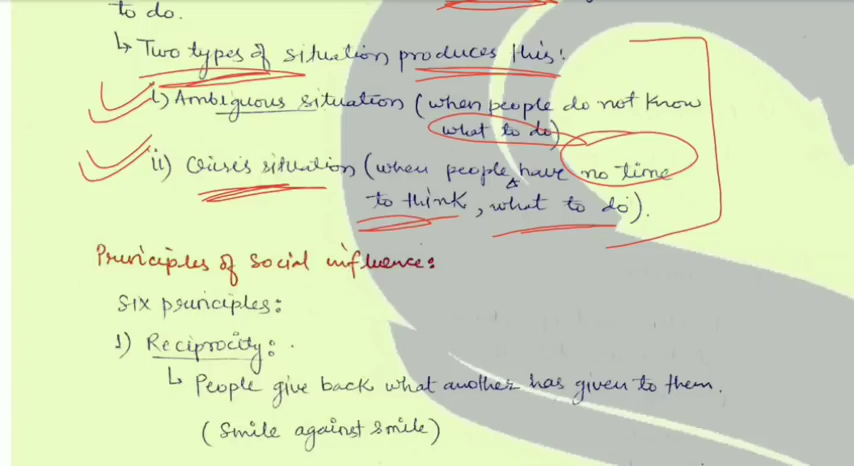 to do.
↳ Two types of situation produces this:
i) Ambiguous situation (when people do not know
what to do)
ii) Crisis situation (when people have no time
to think, what to do).
Principles of social influence:
Six principles:
1) Reciprocity:
↳ People give back what another has given to them.
(Smile against smile)